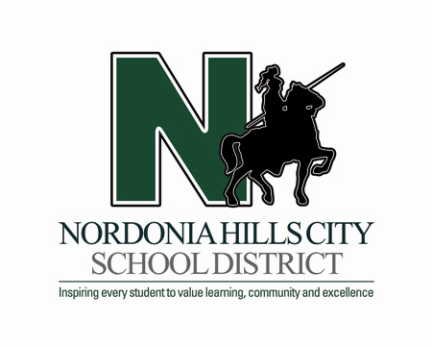 N
NORDONIA HILLS CITY
SCHOOL DISTRICT
Inspiring every student to value learning, community and excellence